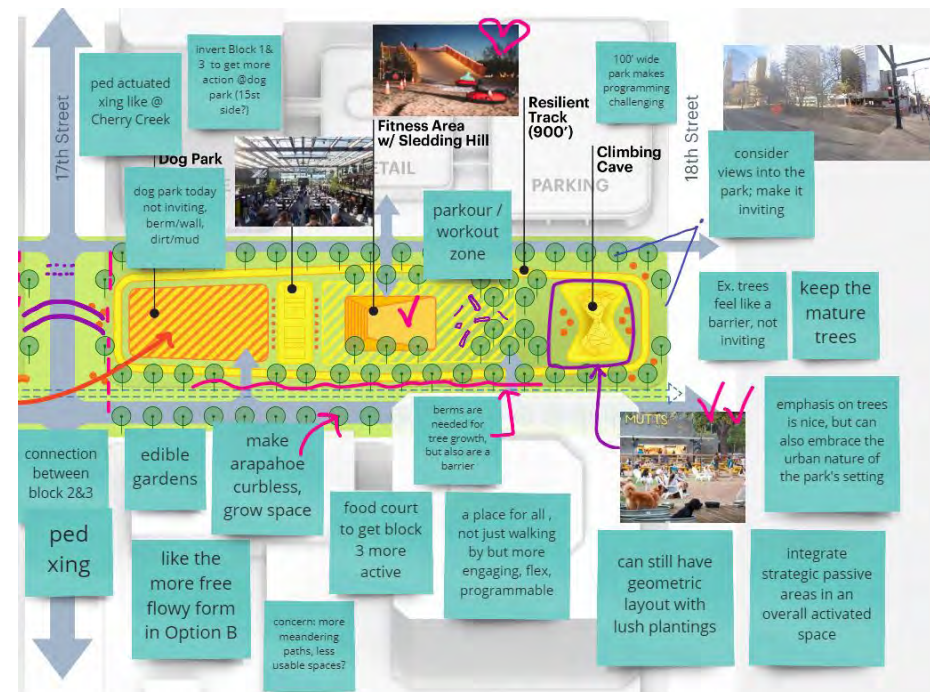 17th Street
ped
actuated
xing like @
Cherry Creek
invert Block 1&
3 to get more
action @dog
park (15st
side?)
Fitness Area
w/ Sledding Hill
Resilient
Track
(900')
100' wide
park makes
programming
challenging
18th Street
Dog Park
ETAIL
PARKING
Climbing
Cave
consider
views into the
park; make it
inviting
dog park today
not inviting,
berm/wall,
dirt/mud
parkour /
workout
zone
Ex. trees
feel like a
barrier, not
inviting
keep the
mature
trees
connection
between
block 2&3
edible
gardens
make
arapahoe
curbless,
grow space
berms are
needed for
tree growth,
but also are a
barrier
MUTTS
emphasis on trees
is nice, but can
also embrace the
urban nature of
the park's setting
ped
xing
like the
more free
flowy form
in Option B
food court
to get block
3 more
active
a place for all ,
not just walking
by but more
engaging, flex,
programmable
can still have
geometric
layout with
lush plantings
integrate
strategic passive
areas in an
overall activated
space
concern: more
meandering
paths, less
usable spaces?